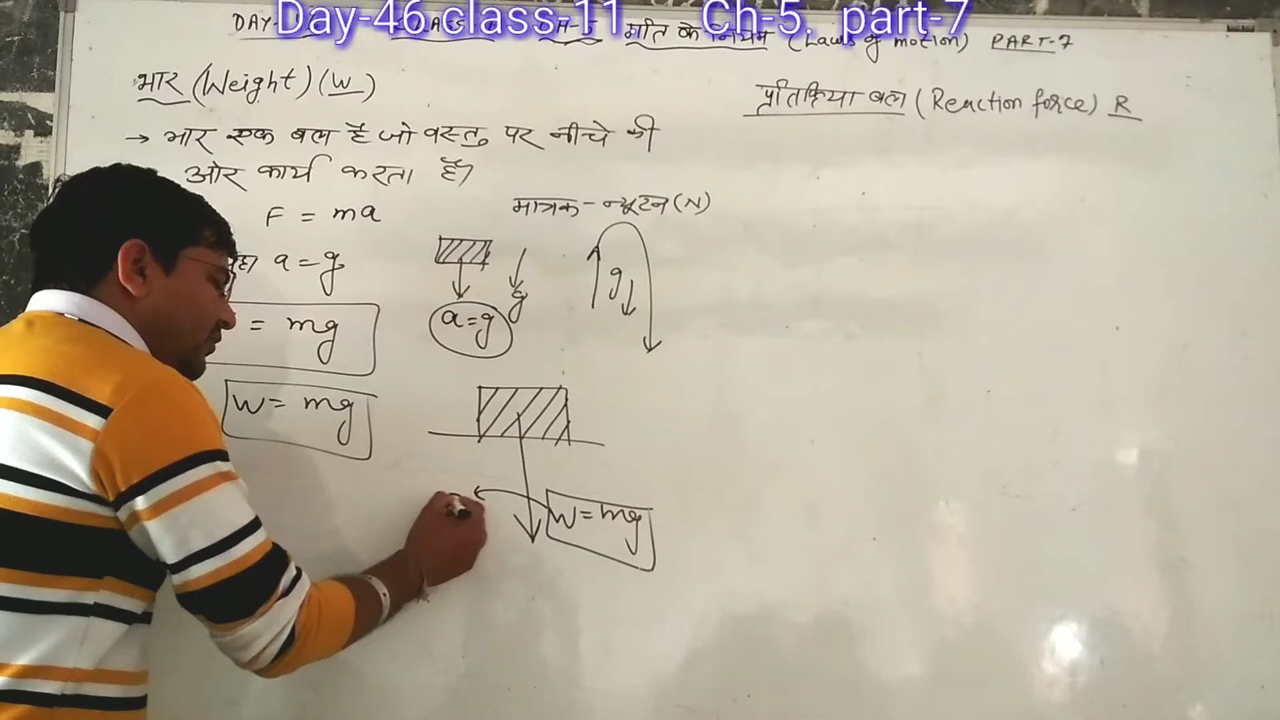 Day-46 class-11 Ch-5 part-7
DAY गति के नियम (Laws of motion) PART-7
भार (Weight) (W)
→ भार एक बल है जो वस्तु पर नीचे की
ओर कार्य करता है।
F = ma
मात्रक - न्यूटन (N)
a = g
g
a = g
g
= mg
W = mg
W = mg
प्रतिक्रिया बल (Reaction force) R